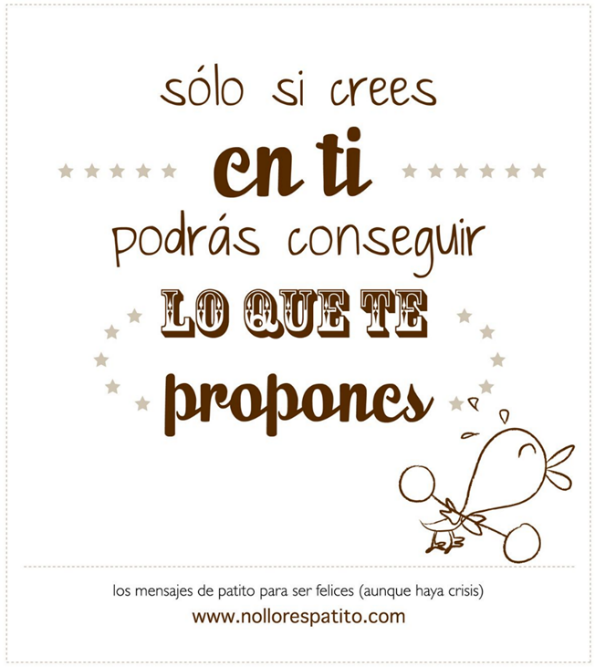 sólo si crees
en ti
podrás conseguir
LO QUE TE
propones
los mensajes de patito para ser felices (aunque haya crisis)
www.nollorespatito.com